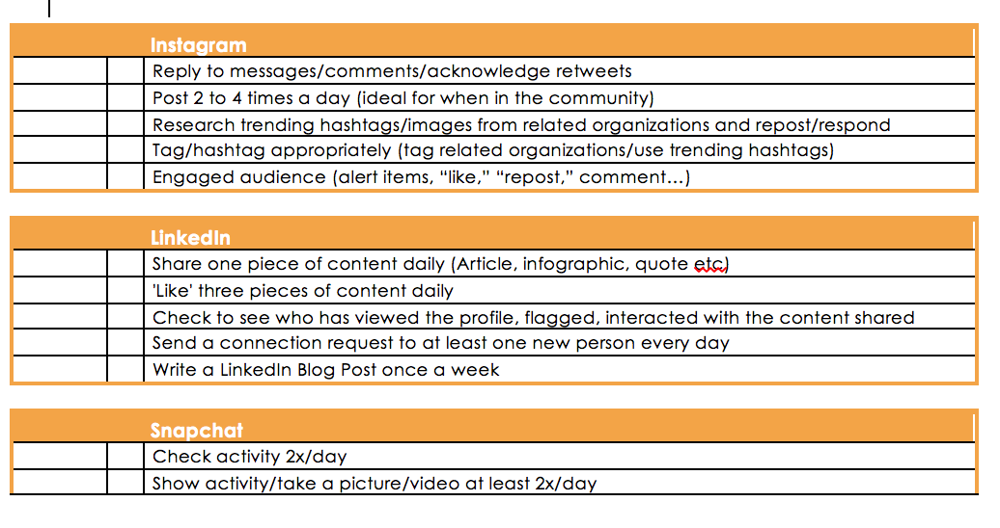 Instagram
Reply to messages/comments/acknowledge retweets
Post 2 to 4 times a day (ideal for when in the community)
Research trending hashtags/images from related organizations and repost/respond
Tag/hashtag appropriately (tag related organizations/use trending hashtags)
Engaged audience (alert items, “like,” “repost,” comment…)
LinkedIn
Share one piece of content daily (Article, infographic, quote etc)
'Like' three pieces of content daily
Check to see who has viewed the profile, flagged, interacted with the content shared
Send a connection request to at least one new person every day
Write a LinkedIn Blog Post once a week
Snapchat
Check activity 2x/day
Show activity/take a picture/video at least 2x/day